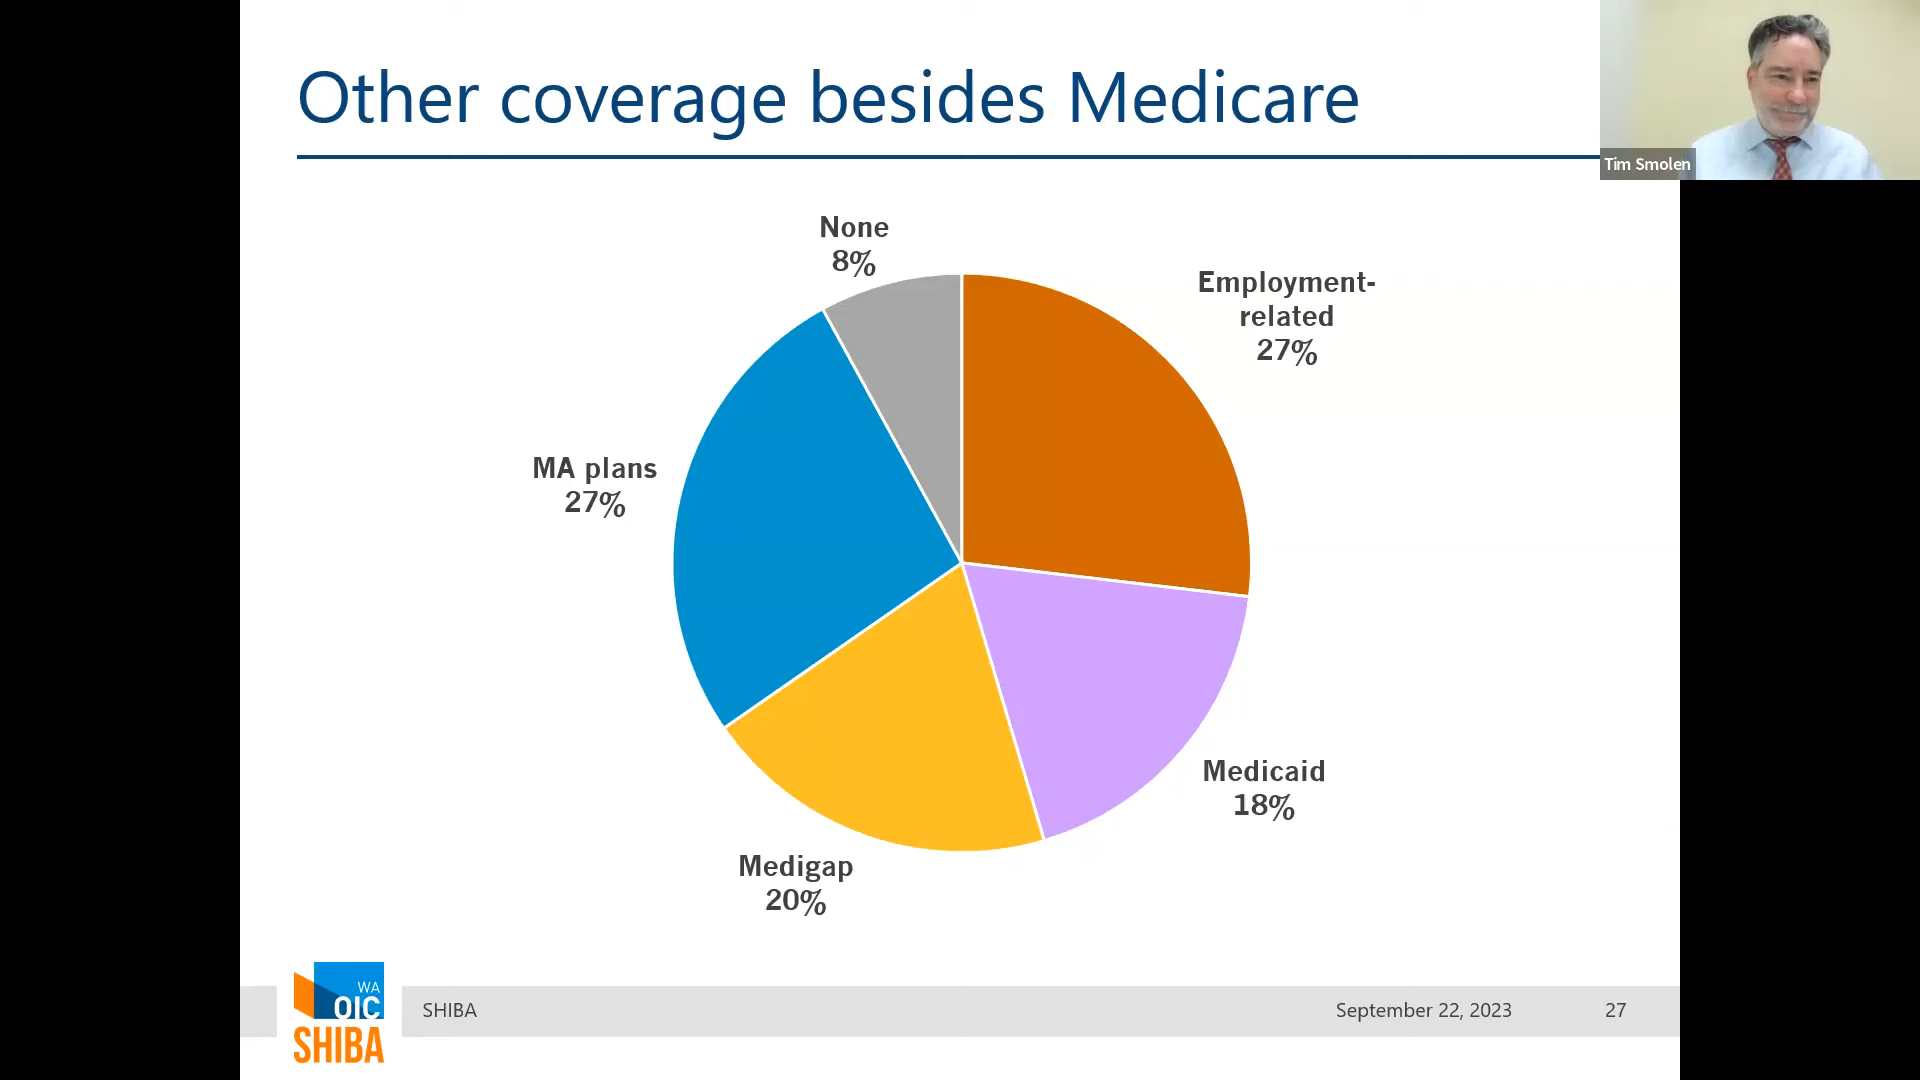 Other coverage besides Medicare
Tim Smolen
None
8%
Employment-
related
27%
MA plans
27%
Medicaid
18%
Medigap
20%
WA
OIC
SHIBA
SHIBA
September 22, 2023
27